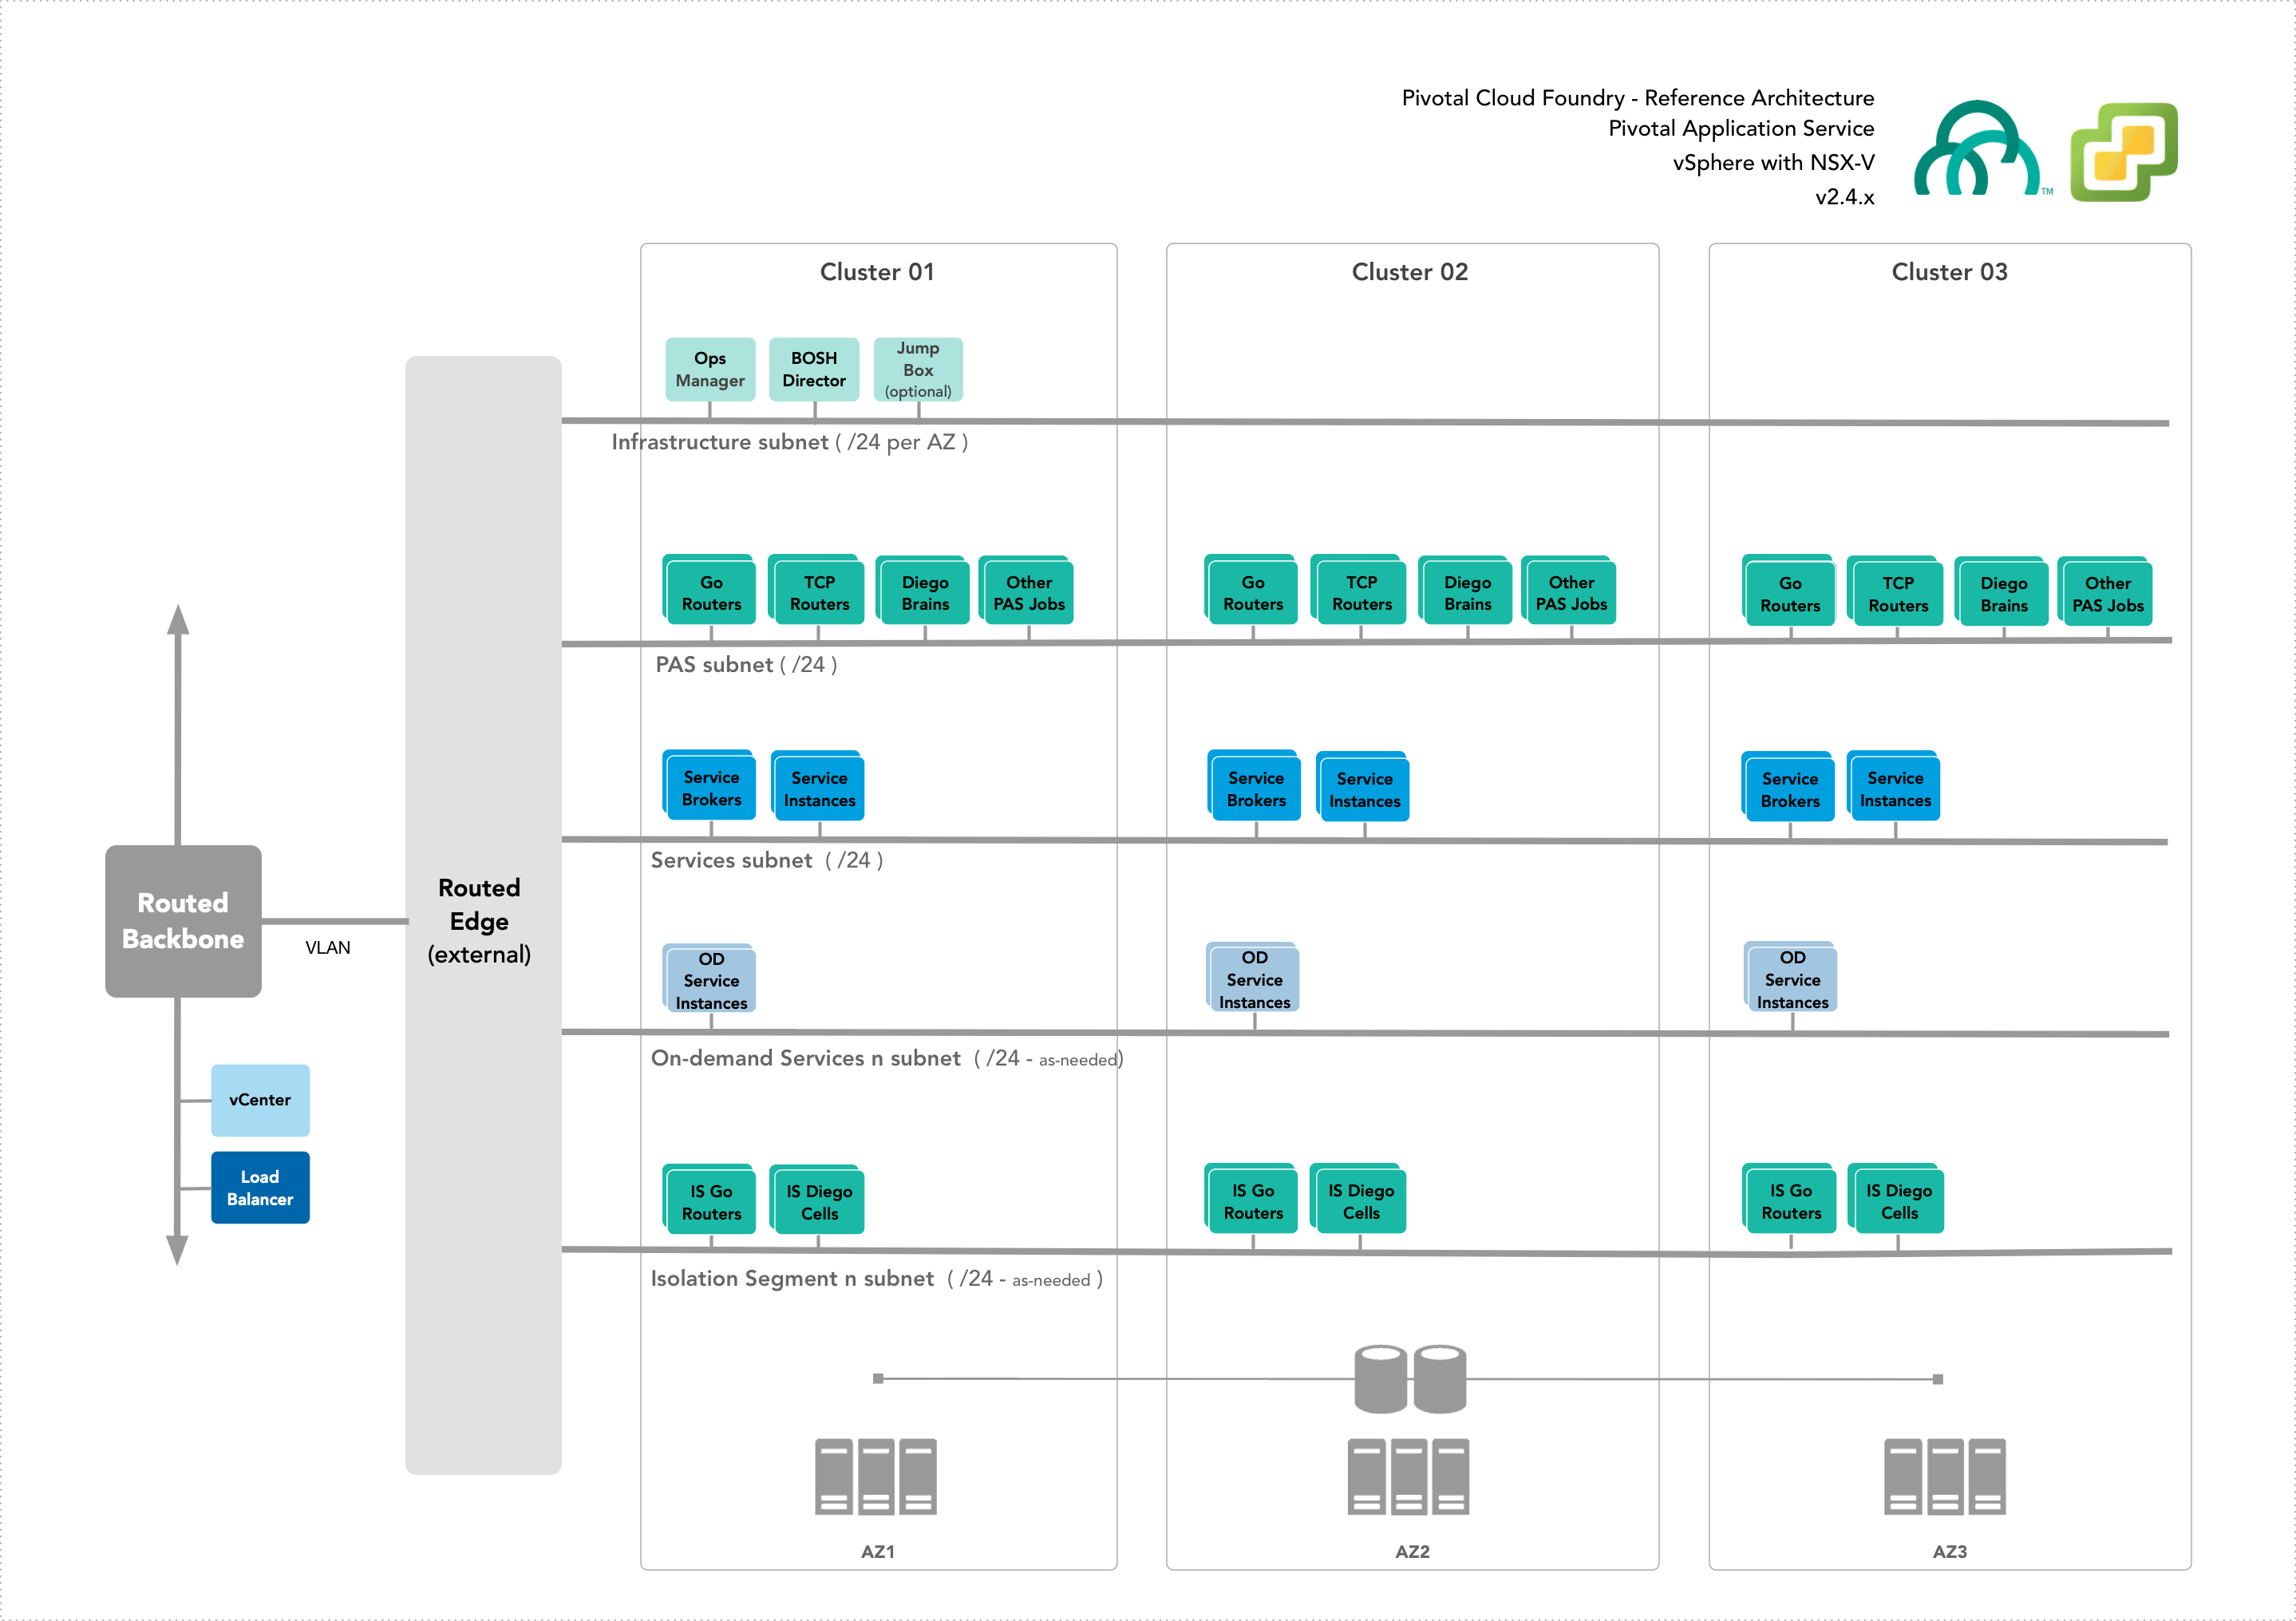 Pivotal Cloud Foundry - Reference Architecture
Pivotal Application Service
vSphere with NSX-V
v2.4.x
TM
Cluster 01
Cluster 02
Cluster 03
Ops
Manager
BOSH
Director
Jump
Box
(optional)
Infrastructure subnet ( /24 per AZ )
Go
Routers
TCP
Routers
Diego
Brains
Other
PAS Jobs
Go
Routers
TCP
Routers
Diego
Brains
Other
PAS Jobs
Go
Routers
TCP
Routers
Diego
Brains
Other
PAS Jobs
PAS subnet ( /24 )
Service
Brokers
Service
Instances
Service
Brokers
Service
Instances
Service
Brokers
Service
Instances
Services subnet ( /24 )
Routed
Backbone
VLAN
Routed
Edge
(external)
OD
Service
Instances
OD
Service
Instances
OD
Service
Instances
On-demand Services n subnet ( /24 - as-needed)
vCenter
Load
Balancer
IS Go
Routers
IS Diego
Cells
IS Go
Routers
IS Diego
Cells
IS Go
Routers
IS Diego
Cells
Isolation Segment n subnet ( /24 - as-needed )
AZ1
AZ2
AZ3